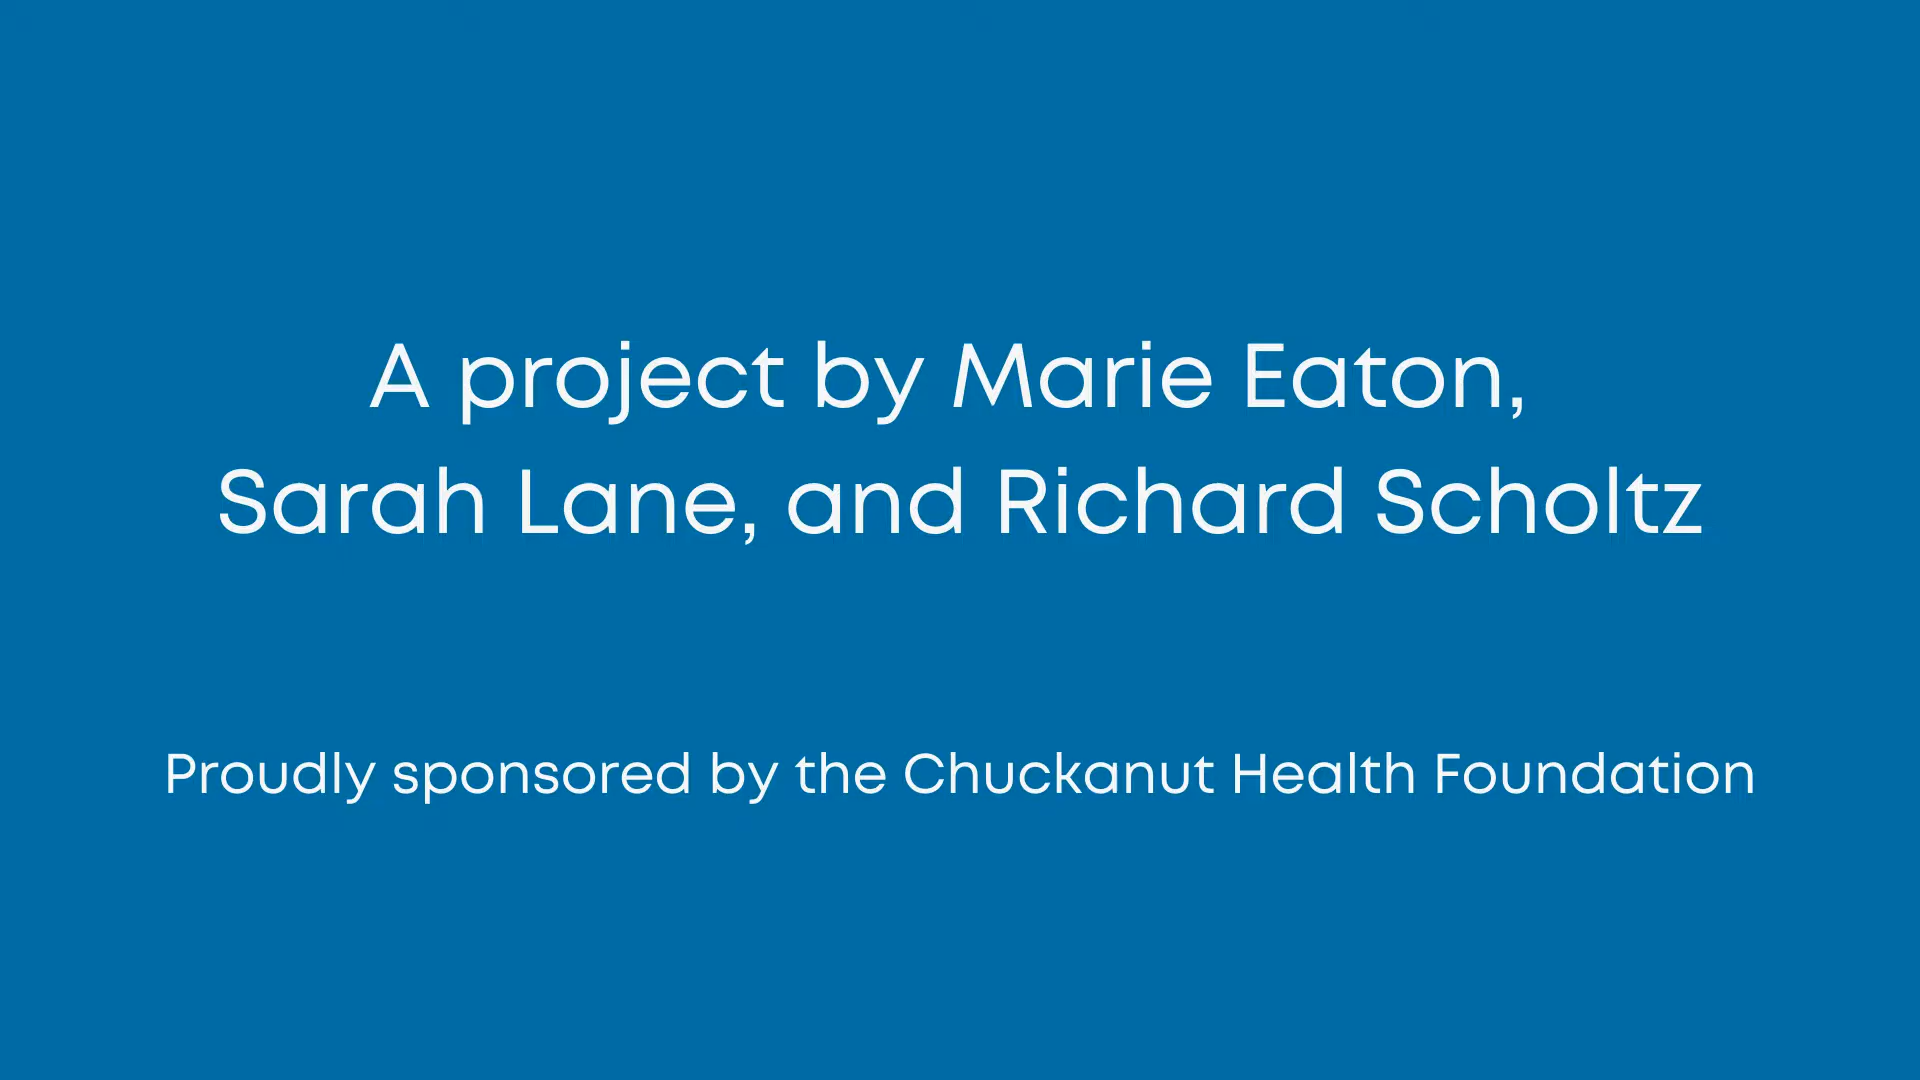 A project by Marie Eaton,
Sarah Lane, and Richard Scholtz
Proudly sponsored by the Chuckanut Health Foundation